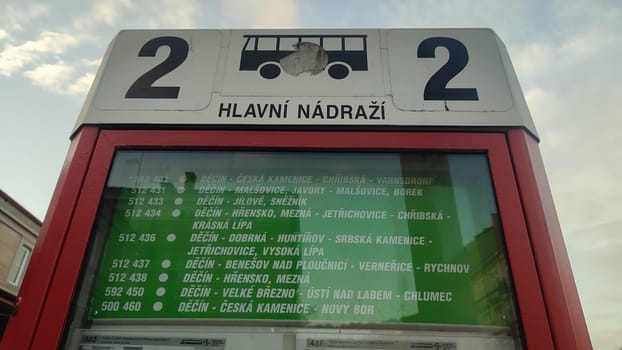 2 2
HLAVNÍ NÁDRAŽÍ
DĚČÍN - ČESKÁ KAMENICE - CHŘIBSKÁ - VARNSDORF
512 431 DĚČÍN - MALŠOVICE, JAVORY - MALŠOVICE, BOREK
512 433 DĚČÍN - JÍLOVÉ, SNĚŽNÍK
512 434 DĚČÍN - HŘENSKO, MEZNÁ - JETŘICHOVICE - CHŘIBSKÁ -
KRÁSNÁ LÍPA
512 436 DĚČÍN - DOBRNÁ - HUNTÍŘOV - SRBSKÁ KAMENICE -
JETŘICHOVICE, VYSOKÁ LÍPA
512 437 DĚČÍN - BENEŠOV NAD PLOUČNICÍ - VERNEŘICE - RYCHNOV
512 438 DĚČÍN - HŘENSKO, MEZNÁ
592 450 DĚČÍN - VELKÉ BŘEZNO - ÚSTÍ NAD LABEM - CHLUMEC
500 460 DĚČÍN - ČESKÁ KAMENICE - NOVÝ BOR
402 437